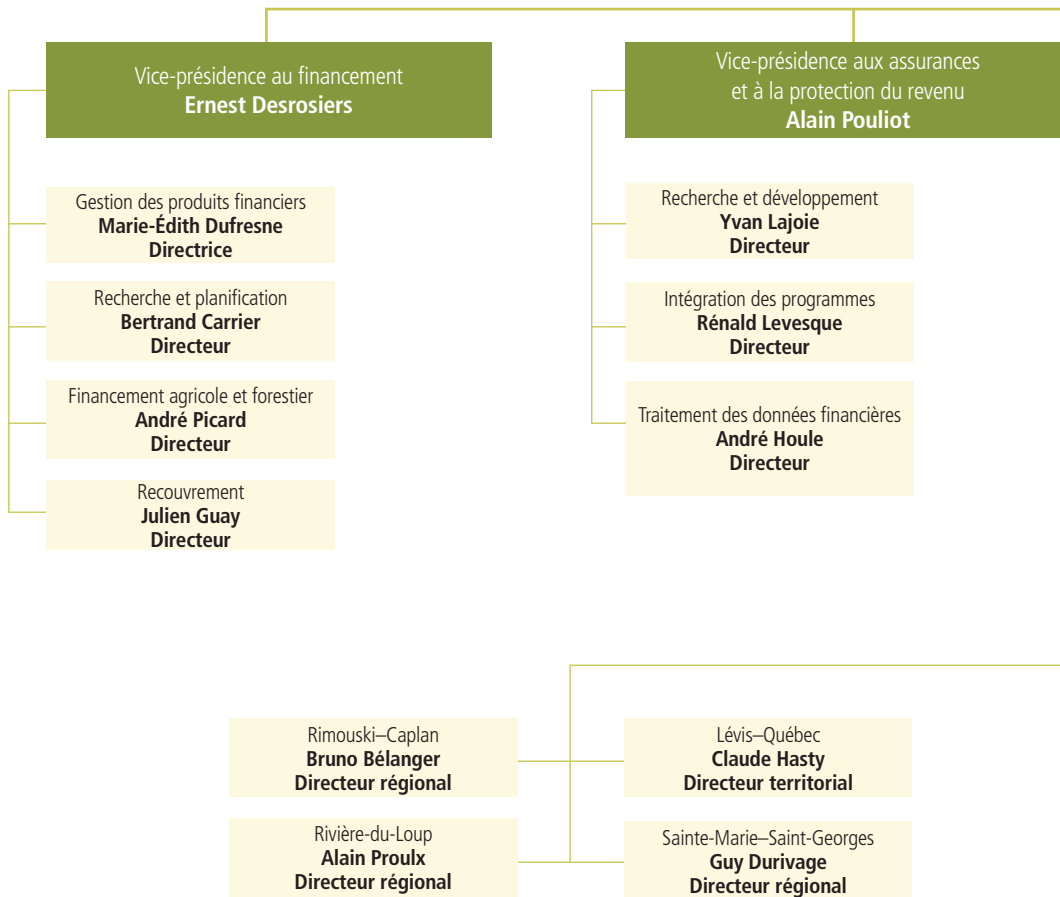 Vice-présidence au financement
Ernest Desrosiers
Gestion des produits financiers
Marie-Édith Dufresne
Directrice
Recherche et planification
Bertrand Carrier
Directeur
Financement agricole et forestier
André Picard
Directeur
Recouvrement
Julien Guay
Directeur
Vice-présidence aux assurances
et à la protection du revenu
Alain Pouliot
Recherche et développement
Yvan Lajoie
Directeur
Intégration des programmes
Rénald Levesque
Directeur
Traitement des données financières
André Houle
Directeur
Rimouski–Caplan
Bruno Bélanger
Directeur régional
Lévis–Québec
Claude Hasty
Directeur territorial
Rivière-du-Loup
Alain Proulx
Directeur régional
Sainte-Marie–Saint-Georges
Guy Durivage
Directeur régional